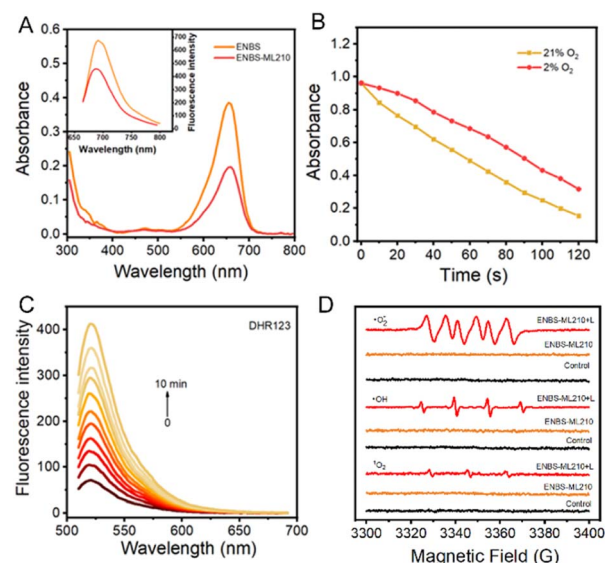 A
ENBS
ENBS-ML210
700
600
500
400
300
200
100
0
Fluorescence intensity
650 700 750 800
Wavelength (nm)
0.6
0.5
0.4
0.3
0.2
0.1
0.0
Absorbance
300 400 500 600 700 800
Wavelength (nm)
B
21% O₂
2% O₂
1.2
1.0
0.8
0.6
0.4
0.2
0.0
Absorbance
0 20 40 60 80 100 120
Time (s)
C
DHR123
10 min
0
400
300
200
100
0
Fluorescence intensity
500 550 600 650 700
Wavelength (nm)
D
•O₂⁻
ENBS-ML210+L
ENBS-ML210
Control
•OH
ENBS-ML210+L
ENBS-ML210
Control
¹O₂
ENBS-ML210+L
ENBS-ML210
Control
3300 3320 3340 3360 3380 3400
Magnetic Field (G)